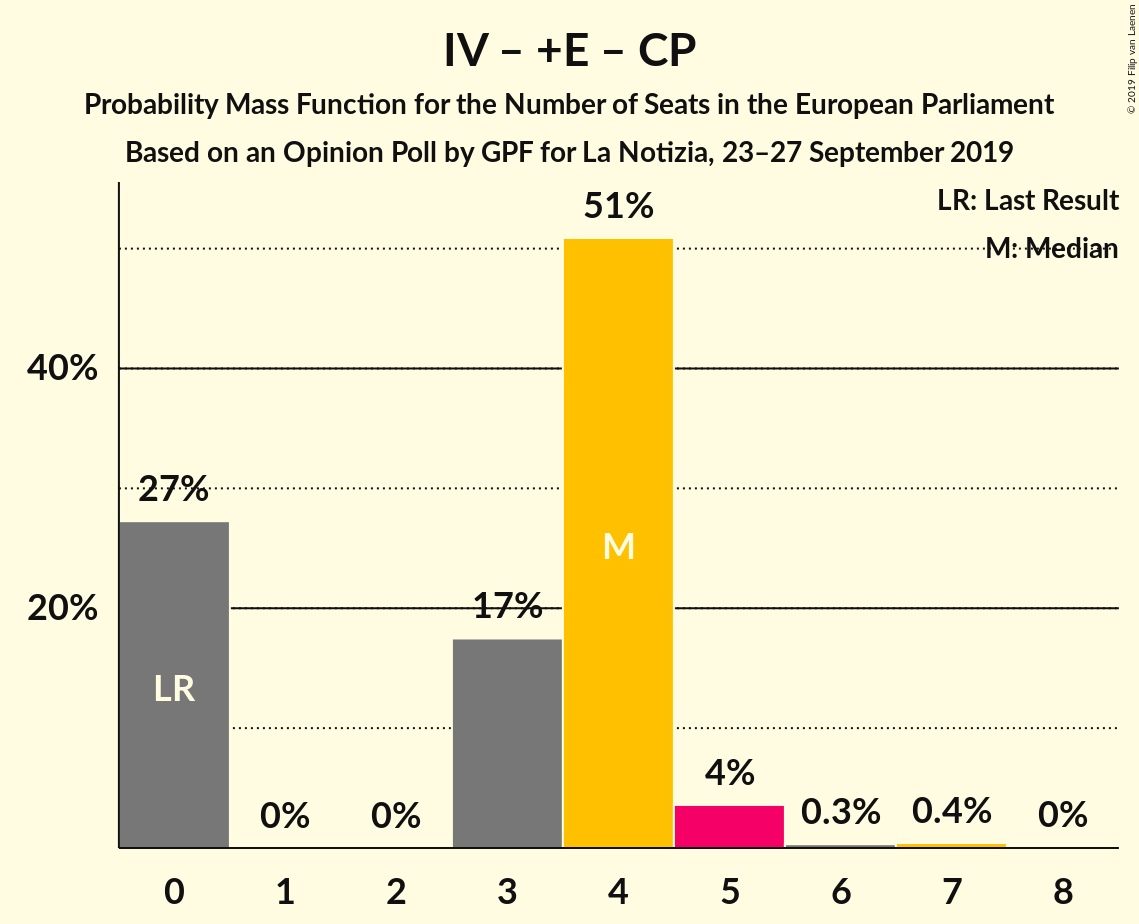 IV – +E – CP
Probability Mass Function for the Number of Seats in the European Parliament
Based on an Opinion Poll by GPF for La Notizia, 23–27 September 2019
© 2019 Filip van Laenen
LR: Last Result
M: Median
51%
40%
27%
M
17%
20%
LR
4%
0% 0% 0.3% 0.4% 0%
0 1 2 3 4 5 6 7 8